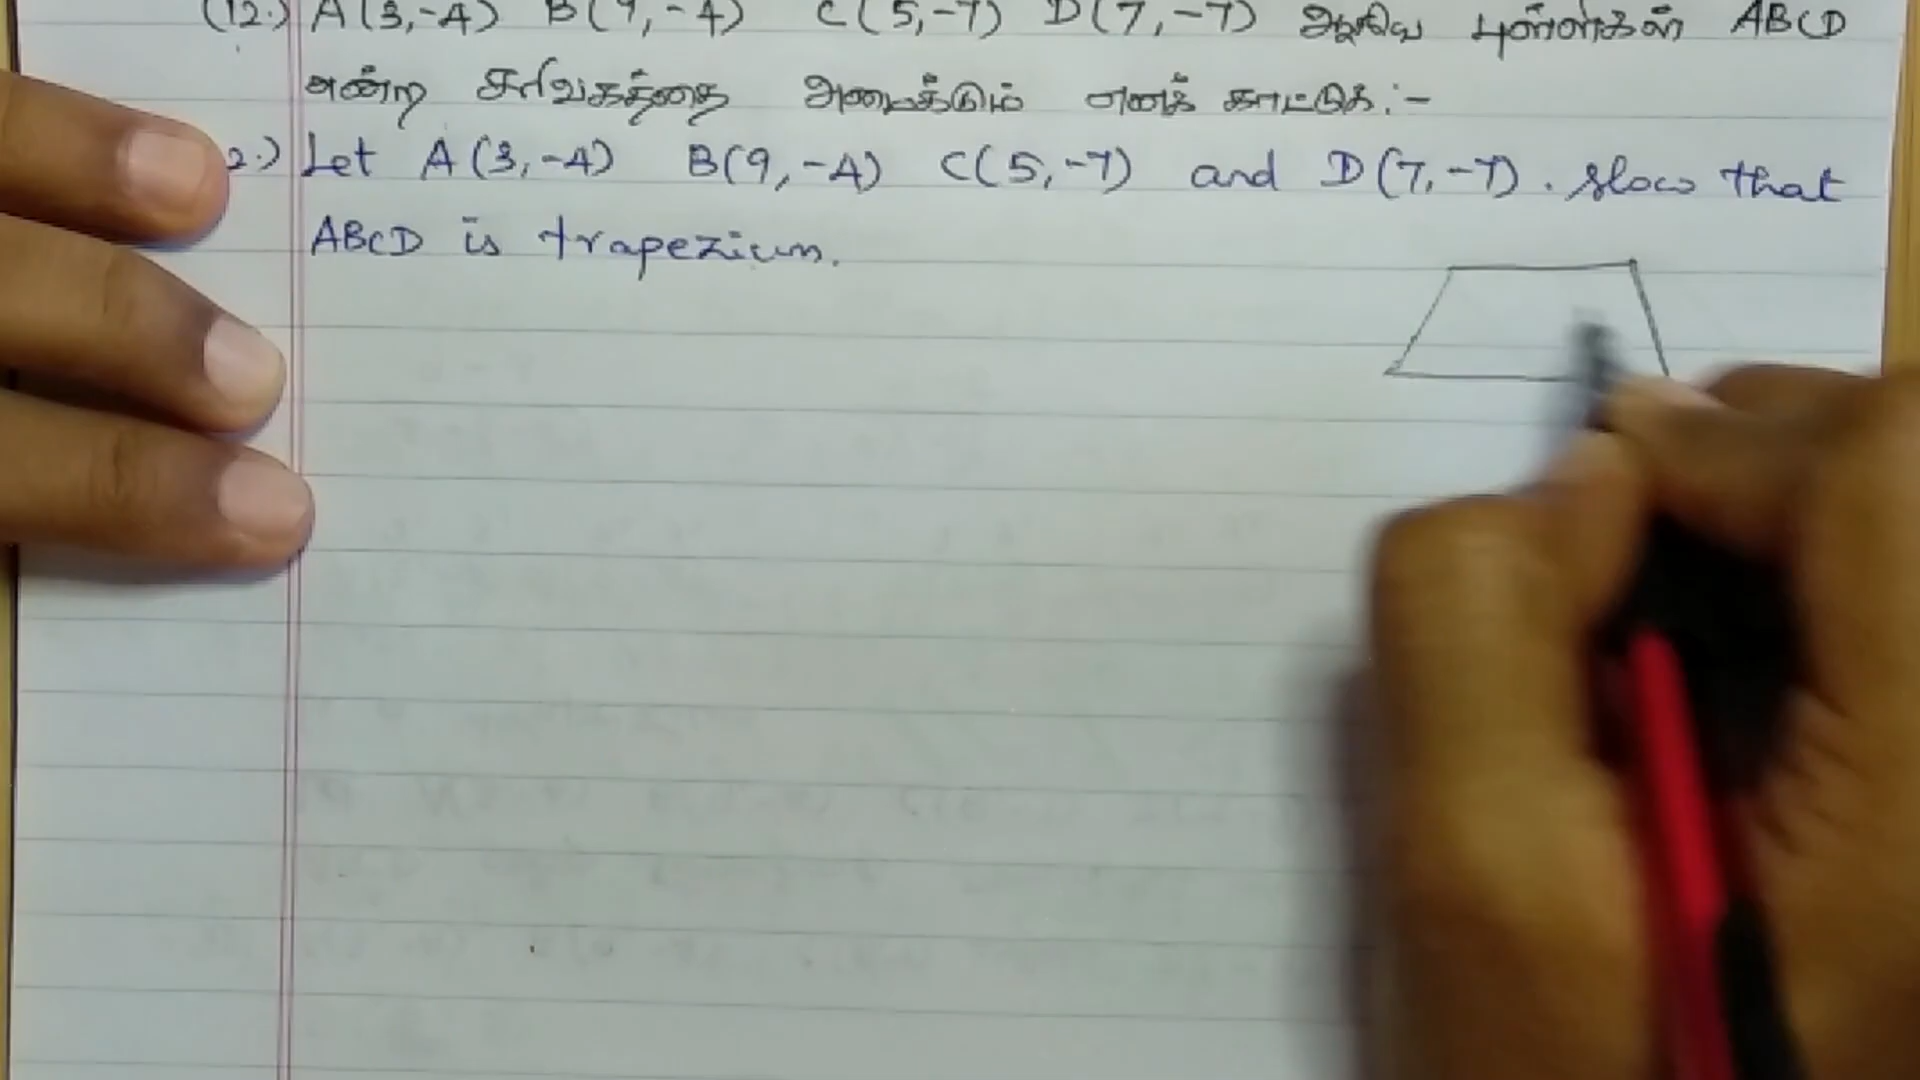 (12.) A(3,-4) B(9,-4) C(5,-7) D(7,-7) ஆகிய புள்ளிகள் ABCD
என்ற சரிவகத்தை அமைக்கும் எனக் காட்டுக:-
2.) Let A(3,-4) B(9,-4) C(5,-7) and D(7,-7). Show that
ABCD is trapezium.